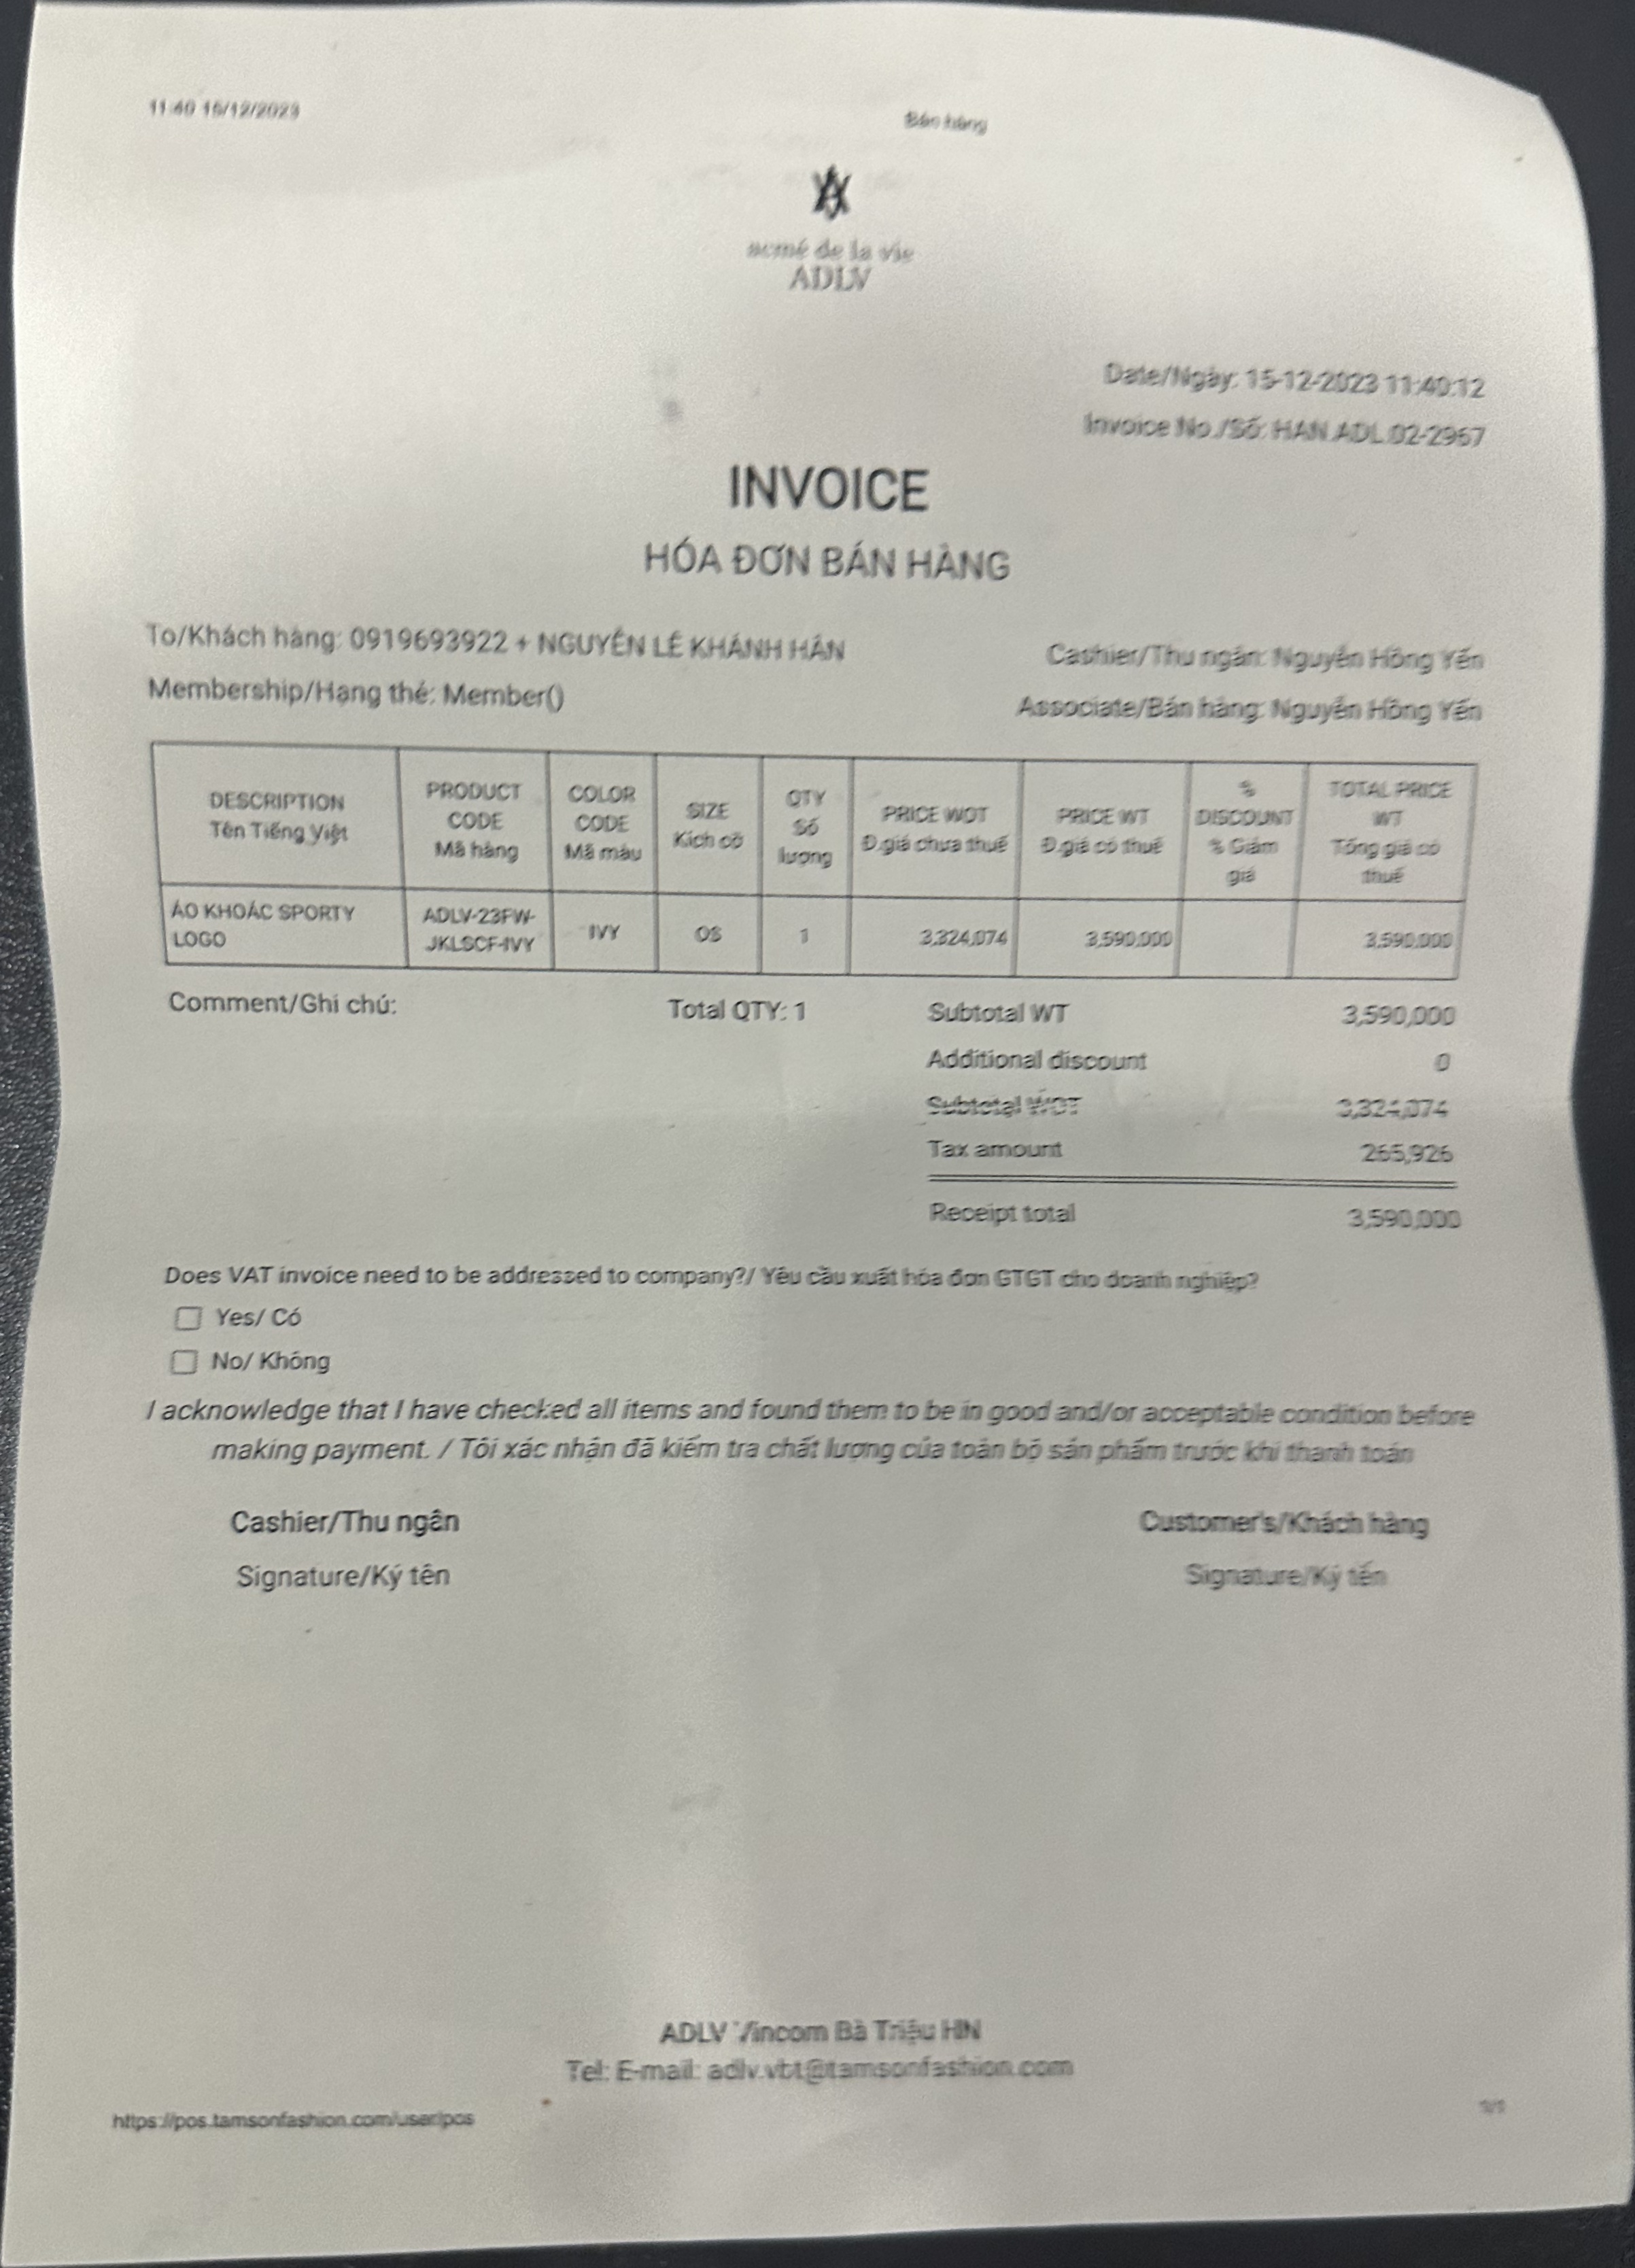 11:40 15/12/2023
Bán hàng
acmé de la vie
ADLV
Date/Ngày: 15-12-2023 11:40:12
Invoice No./Số: HAN.ADL.02-2967
INVOICE
HÓA ĐƠN BÁN HÀNG
To/Khách hàng: 0919693922 + NGUYỄN LÊ KHÁNH HÂN
Cashier/Thu ngân: Nguyễn Hồng Yến
Membership/Hạng thẻ: Member()
Associate/Bán hàng: Nguyễn Hồng Yến
DESCRIPTION
Tên Tiếng Việt
PRODUCT
CODE
Mã hàng
COLOR
CODE
Mã màu
SIZE
Kích cỡ
QTY
Số
lượng
PRICE WOT
Đ.giá chưa thuế
PRICE WT
Đ.giá có thuế
%
DISCOUNT
% Giảm
giá
TOTAL PRICE
WT
Tổng giá có
thuế
ÁO KHOÁC SPORTY
LOGO
ADLV-23FW-
JKLSCF-IVY
IVY
OS
1
3,324,074
3,590,000
3,590,000
Comment/Ghi chú:
Total QTY: 1
Subtotal WT 3,590,000
Additional discount 0
Subtotal WOT 3,324,074
Tax amount 265,926
Receipt total 3,590,000
Does VAT invoice need to be addressed to company?/ Yêu cầu xuất hóa đơn GTGT cho doanh nghiệp?
Yes/ Có
No/ Không
I acknowledge that I have checked all items and found them to be in good and/or acceptable condition before
making payment. / Tôi xác nhận đã kiểm tra chất lượng của toàn bộ sản phẩm trước khi thanh toán
Cashier/Thu ngân
Customer's/Khách hàng
Signature/Ký tên
Signature/Ký tên
ADLV Vincom Bà Triệu HN
Tel: E-mail: adlv.vbt@tamsonfashion.com
https://pos.tamsonfashion.com/user/pos
1/1